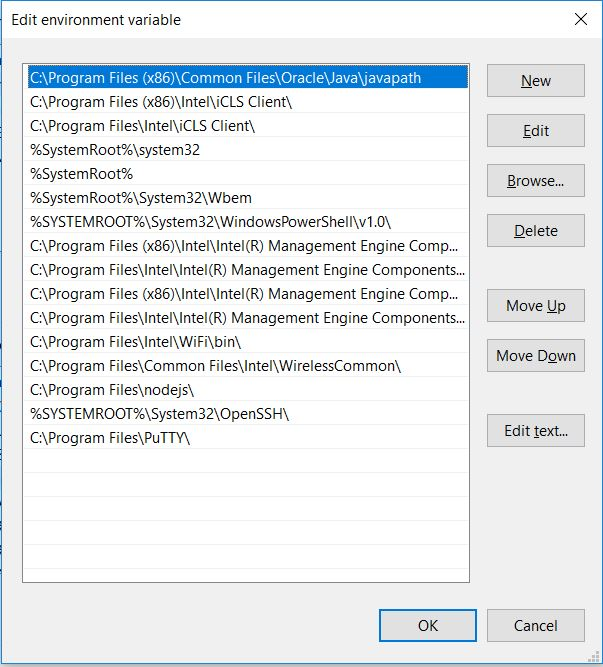 Edit environment variable
C:\Program Files (x86)\Common Files\Oracle\Java\javapath
C:\Program Files (x86)\Intel\iCLS Client\
C:\Program Files\Intel\iCLS Client\
%SystemRoot%\system32
%SystemRoot%
%SystemRoot%\System32\Wbem
%SYSTEMROOT%\System32\WindowsPowerShell\v1.0\
C:\Program Files (x86)\Intel\Intel(R) Management Engine Comp...
C:\Program Files\Intel\Intel(R) Management Engine Components...
C:\Program Files (x86)\Intel\Intel(R) Management Engine Comp...
C:\Program Files\Intel\Intel(R) Management Engine Components...
C:\Program Files\Intel\WiFi\bin\
C:\Program Files\Common Files\Intel\WirelessCommon\
C:\Program Files\nodejs\
%SYSTEMROOT%\System32\OpenSSH\
C:\Program Files\PuTTY\
New
Edit
Browse...
Delete
Move Up
Move Down
Edit text...
OK
Cancel